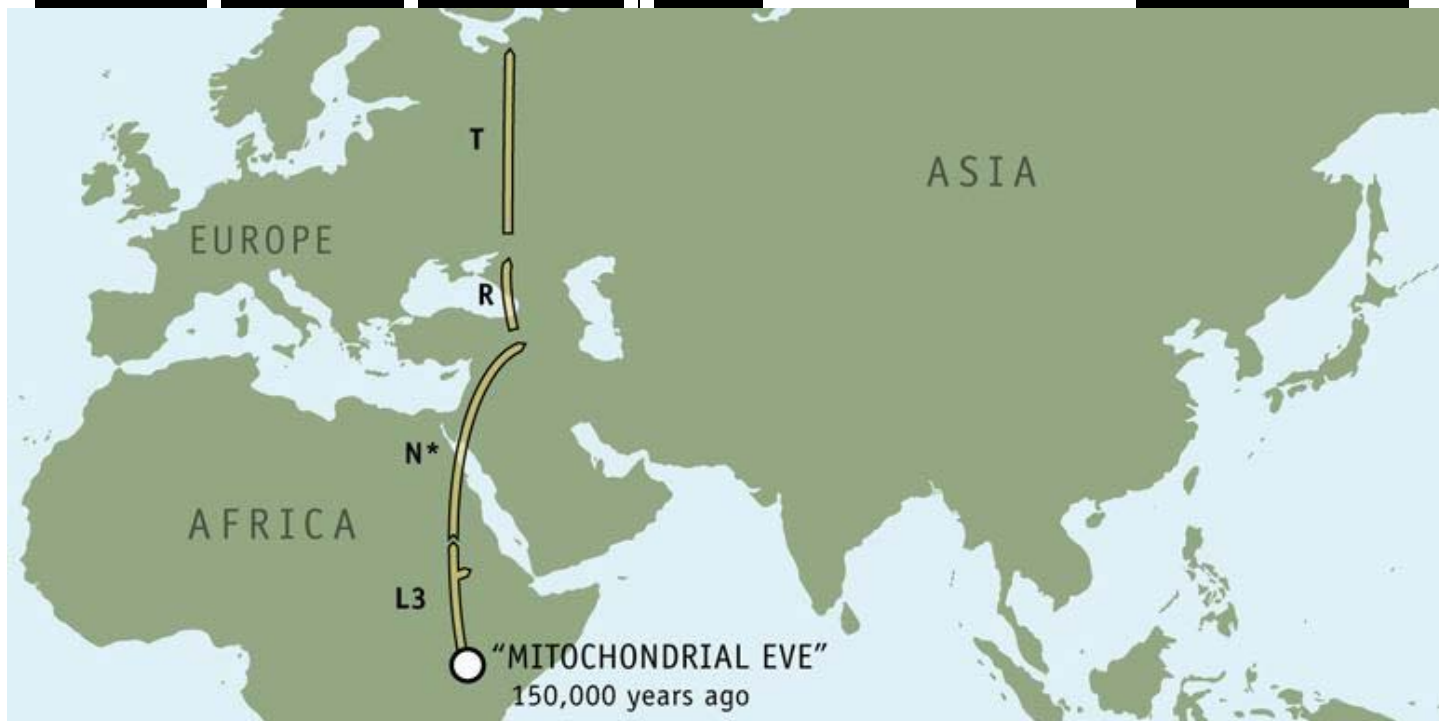 T
ASIA
EUROPE
R
N*
AFRICA
L3
“MITOCHONDRIAL EVE”
150,000 years ago